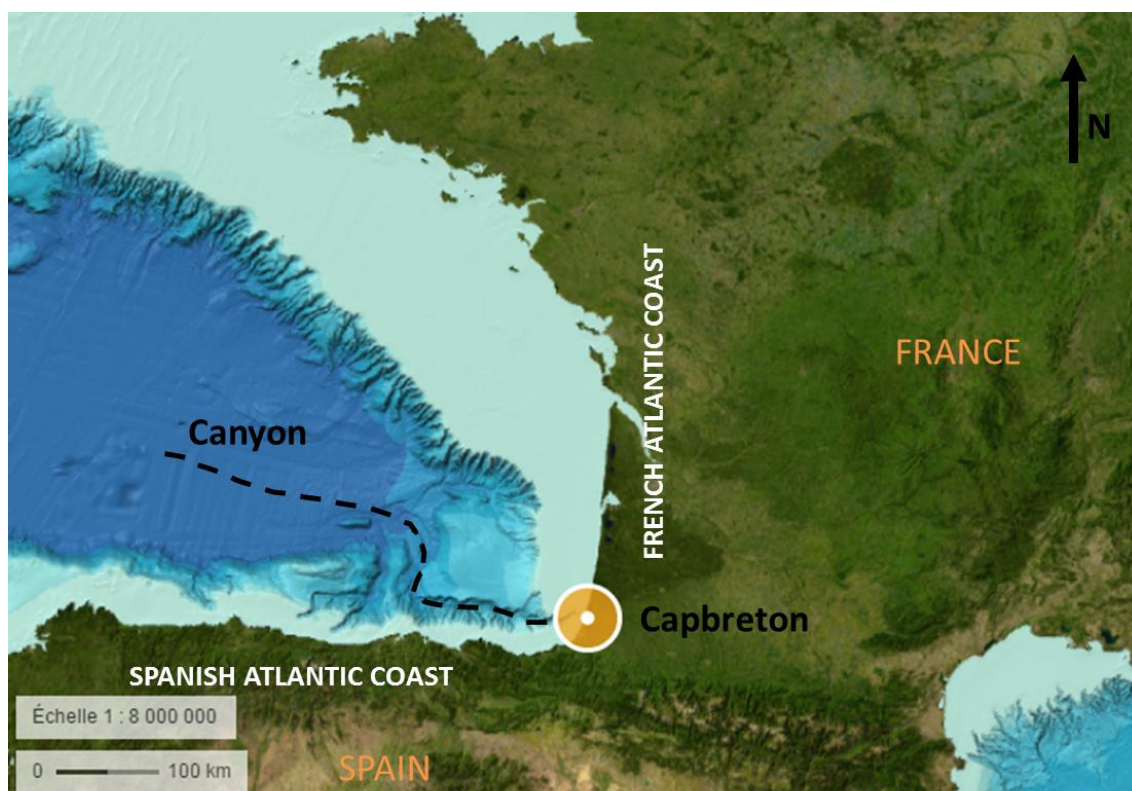 N
FRENCH ATLANTIC COAST
FRANCE
Canyon
Capbreton
SPANISH ATLANTIC COAST
Échelle 1 : 8 000 000
0 100 km
SPAIN